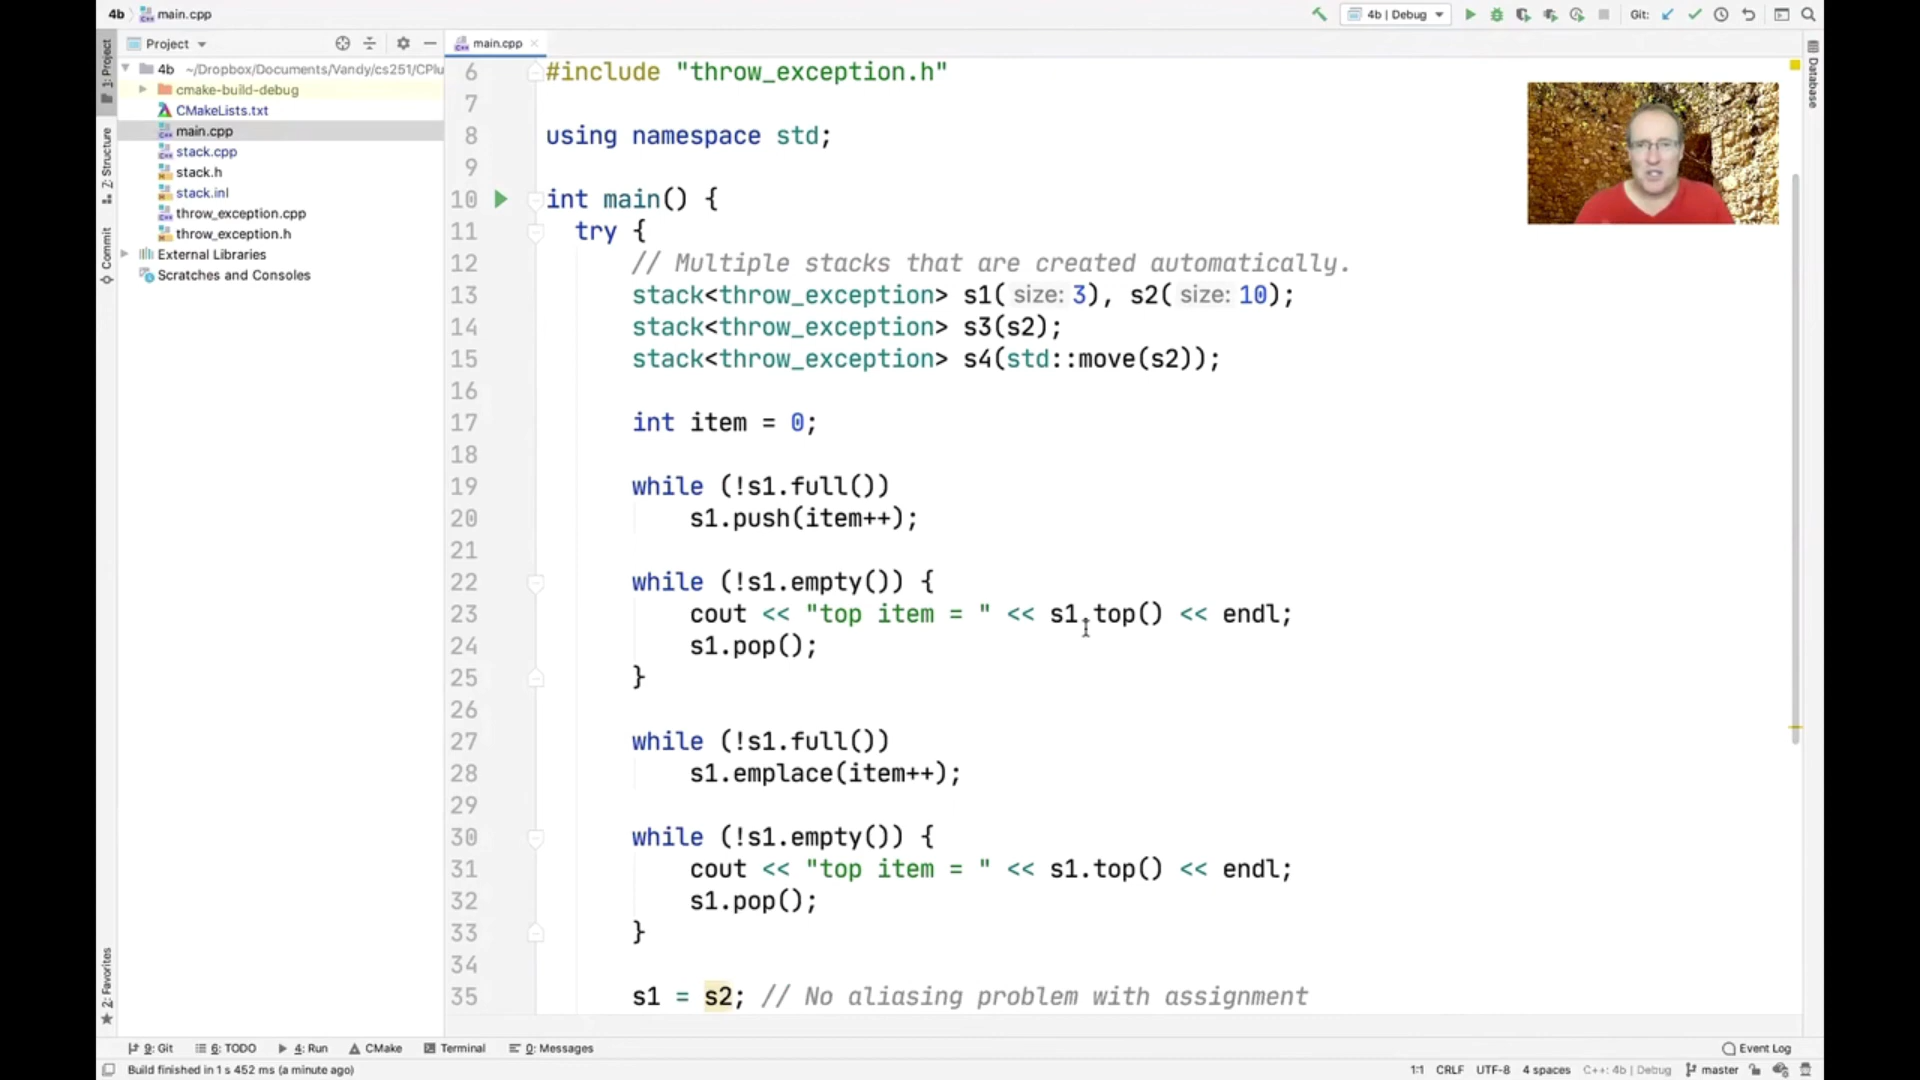 4b main.cpp
4b | Debug
Git:
1: Project
Project
main.cpp
4b ~/Dropbox/Documents/Vandy/cs251/CPlu
cmake-build-debug
CMakeLists.txt
main.cpp
stack.cpp
stack.h
stack.inl
throw_exception.cpp
throw_exception.h
External Libraries
Scratches and Consoles
Z: Structure
Commit
2: Favorites
Database
6 #include "throw_exception.h"
7
8 using namespace std;
9
10 int main() {
11 try {
12 // Multiple stacks that are created automatically.
13 stack<throw_exception> s1( size: 3), s2( size: 10);
14 stack<throw_exception> s3(s2);
15 stack<throw_exception> s4(std::move(s2));
16
17 int item = 0;
18
19 while (!s1.full())
20 s1.push(item++);
21
22 while (!s1.empty()) {
23 cout << "top item = " << s1.top() << endl;
24 s1.pop();
25 }
26
27 while (!s1.full())
28 s1.emplace(item++);
29
30 while (!s1.empty()) {
31 cout << "top item = " << s1.top() << endl;
32 s1.pop();
33 }
34
35 s1 = s2; // No aliasing problem with assignment
9: Git 6: TODO 4: Run CMake Terminal 0: Messages Event Log
Build finished in 1 s 452 ms (a minute ago) 1:1 CRLF UTF-8 4 spaces C++: 4b | Debug master